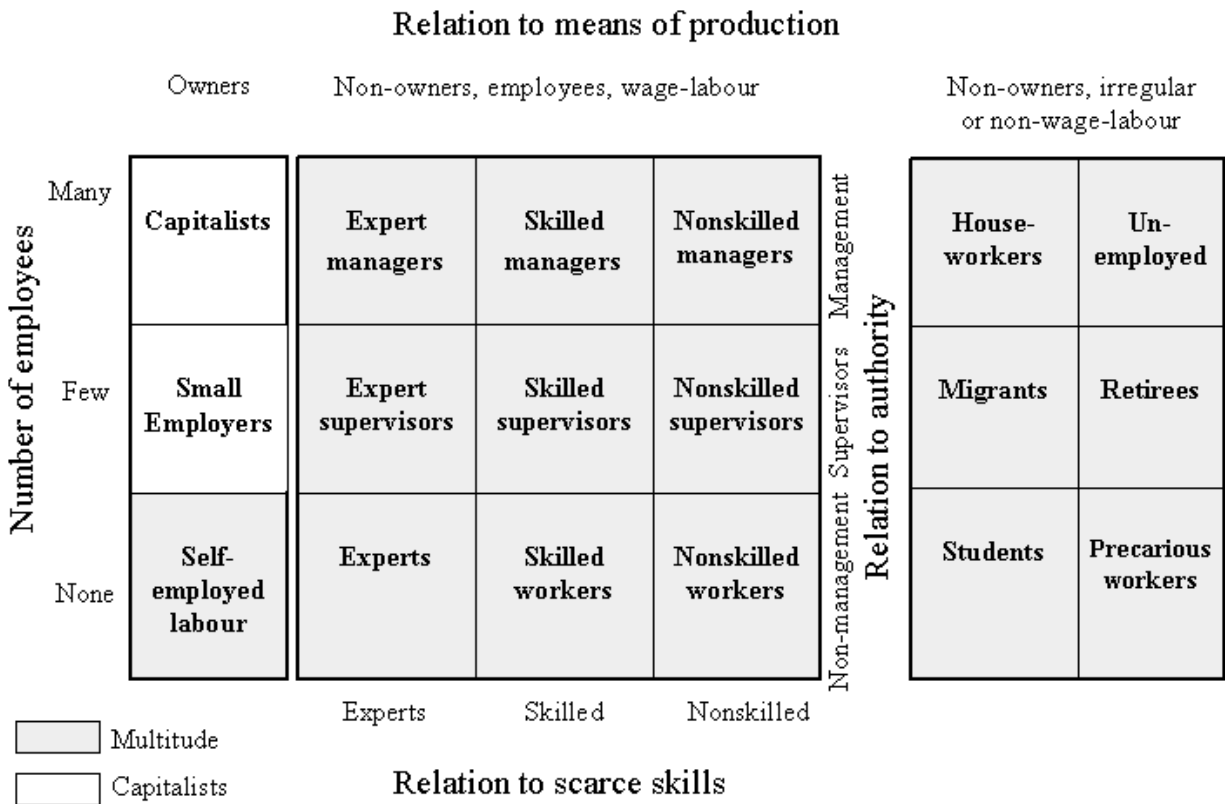 Relation to means of production
Owners
Non-owners, employees, wage-labour
Non-owners, irregular
or non-wage-labour
Number of employees
Many
Few
None
Capitalists
Expert
managers
Skilled
managers
Nonskilled
managers
Small
Employers
Expert
supervisors
Skilled
supervisors
Nonskilled
supervisors
Self-
employed
labour
Experts
Skilled
workers
Nonskilled
workers
Management
Supervisors
Non-management
Relation to authority
House-
workers
Un-
employed
Migrants
Retirees
Students
Precarious
workers
Experts
Skilled
Nonskilled
Relation to scarce skills
Multitude
Capitalists